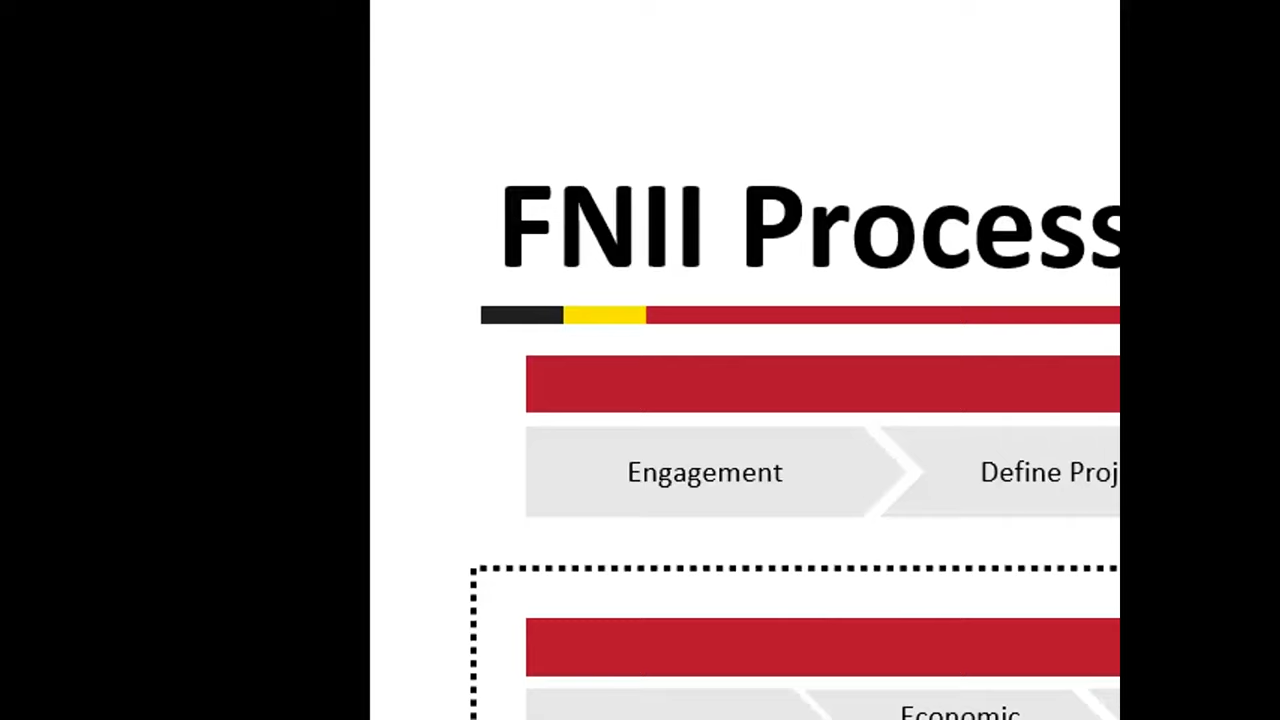 FNII Process
Engagement
Define Proj
Economic